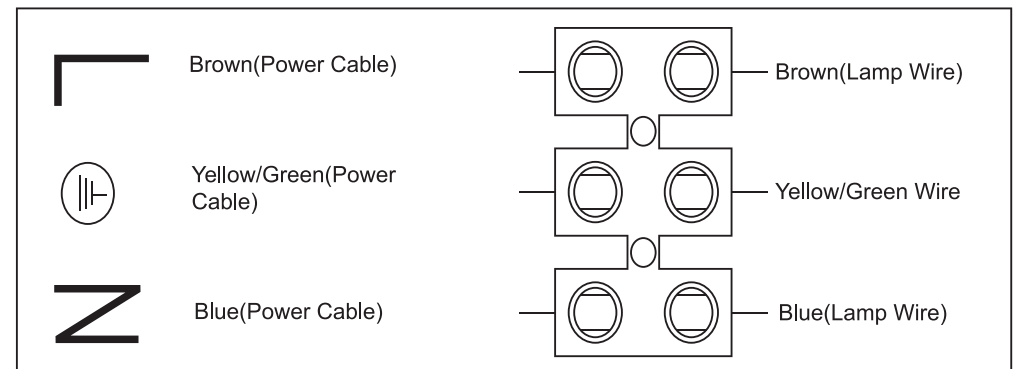 L
Brown(Power Cable)
Brown(Lamp Wire)
Yellow/Green(Power
Cable)
Yellow/Green Wire
N
Blue(Power Cable)
Blue(Lamp Wire)